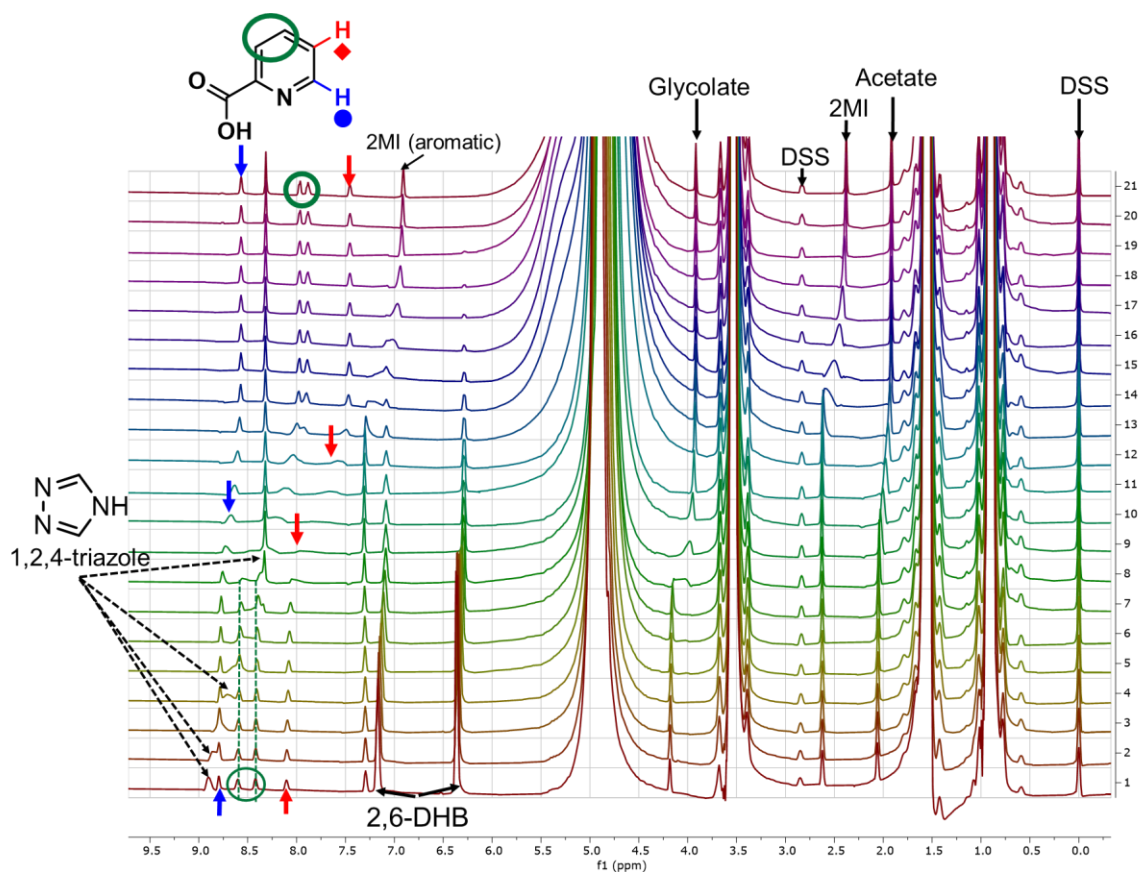 H
O
N
H
OH
Glycolate
Acetate
DSS
2MI
2MI (aromatic)
DSS
21
20
19
18
17
16
15
14
13
12
11
10
9
8
7
6
5
4
3
2
1
N
N
NH
1,2,4-triazole
2,6-DHB
9.5 9.0 8.5 8.0 7.5 7.0 6.5 6.0 5.5 5.0 4.5 4.0 3.5 3.0 2.5 2.0 1.5 1.0 0.5 0.0
f1 (ppm)